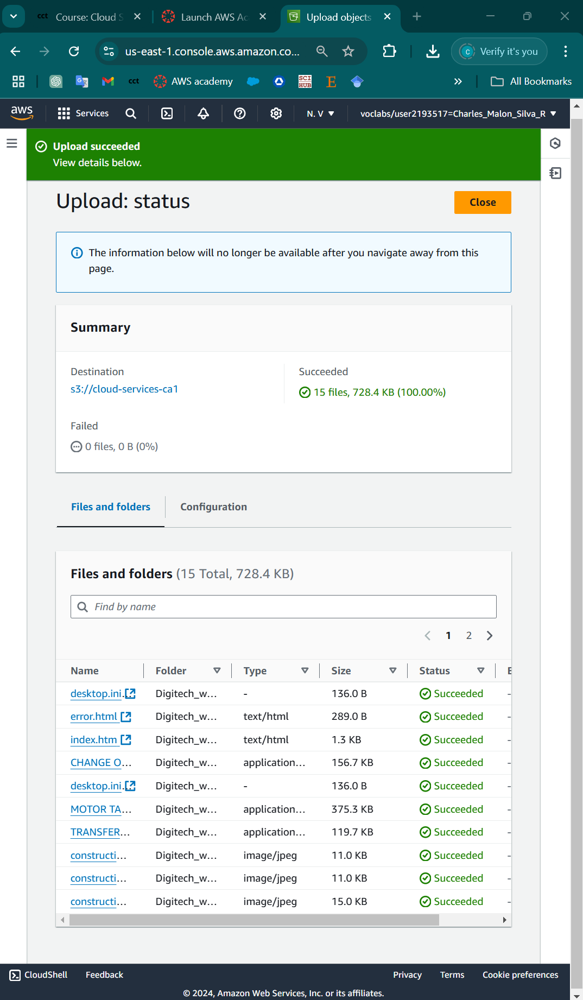 cct Course: Cloud S
Launch AWS Ac
Upload objects
us-east-1.console.aws.amazon.co...
Verify it's you
cct
AWS academy
SCI HUB
E
All Bookmarks
aws
Services
N. V
voclabs/user2193517=Charles_Malon_Silva_R
Upload succeeded
View details below.
Upload: status
Close
The information below will no longer be available after you navigate away from this
page.
Summary
Destination
s3://cloud-services-ca1
Succeeded
15 files, 728.4 KB (100.00%)
Failed
0 files, 0 B (0%)
Files and folders
Configuration
Files and folders (15 Total, 728.4 KB)
Find by name
1 2
Name Folder Type Size Status E
desktop.ini... Digitech_w... - 136.0 B Succeeded -
error.html Digitech_w... text/html 289.0 B Succeeded -
index.htm Digitech_w... text/html 1.3 KB Succeeded -
CHANGE O... Digitech_w... application... 156.7 KB Succeeded -
desktop.ini... Digitech_w... - 136.0 B Succeeded -
MOTOR TA... Digitech_w... application... 375.3 KB Succeeded -
TRANSFER... Digitech_w... application... 119.7 KB Succeeded -
constructi... Digitech_w... image/jpeg 11.0 KB Succeeded -
constructi... Digitech_w... image/jpeg 11.0 KB Succeeded -
constructi... Digitech_w... image/jpeg 15.0 KB Succeeded -
CloudShell
Feedback
Privacy
Terms
Cookie preferences
© 2024, Amazon Web Services, Inc. or its affiliates.